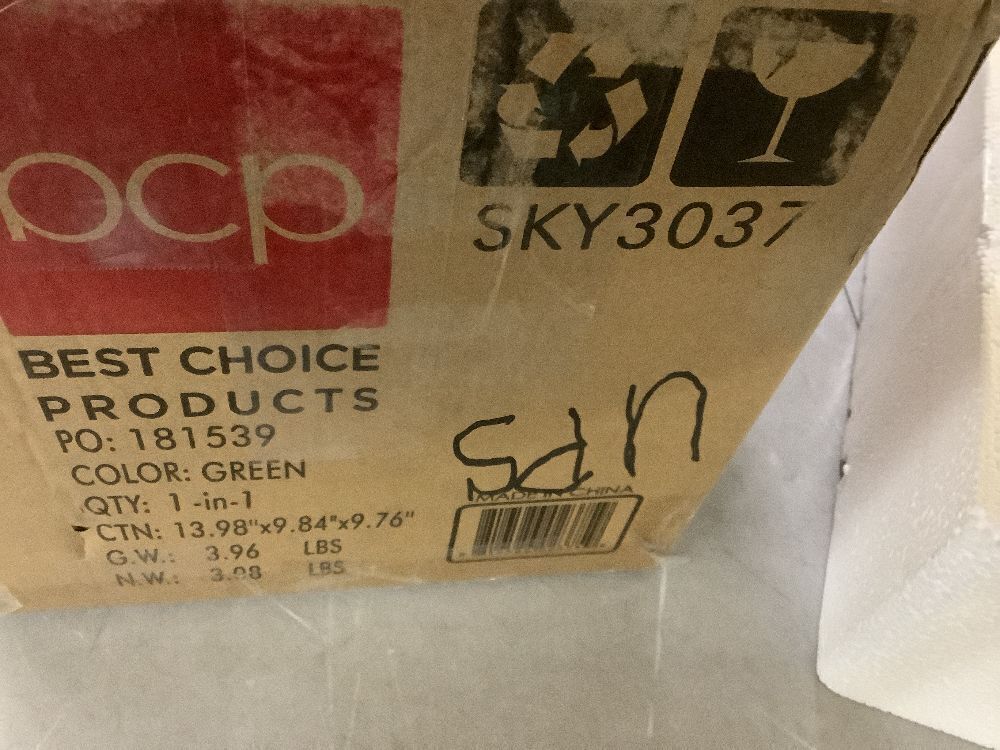 bcp
SKY3037
BEST CHOICE
PRODUCTS
PO: 181539
COLOR: GREEN
QTY: 1 -in-1
CTN: 13.98"x9.84"x9.76"
G.W.: 3.96 LBS
N.W.: 3.08 LBS
UPS
MADE IN CHINA